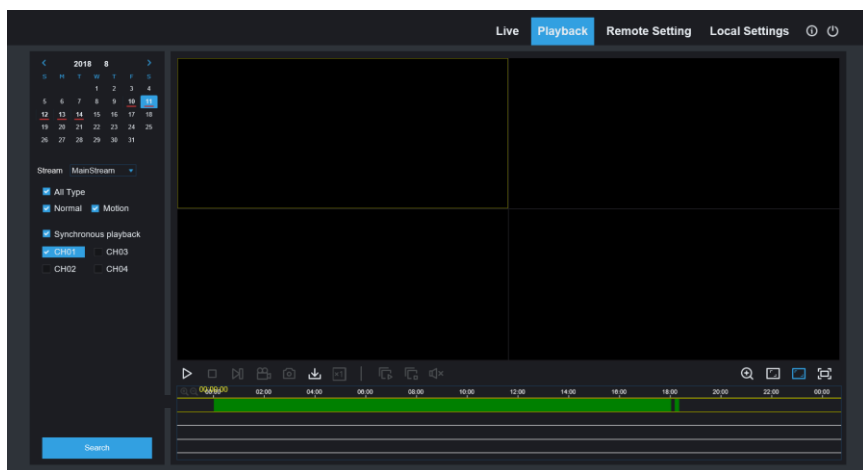 Live Playback Remote Setting Local Settings
2018 8
S M T W T F S
1 2 3 4
5 6 7 8 9 10 11
12 13 14 15 16 17 18
19 20 21 22 23 24 25
26 27 28 29 30 31
Stream MainStream
All Type
Normal Motion
Synchronous playback
CH01 CH03
CH02 CH04
×1
00:00:00
02:00 04:00 06:00 08:00 10:00 12:00 14:00 16:00 18:00 20:00 22:00 00:00
Search